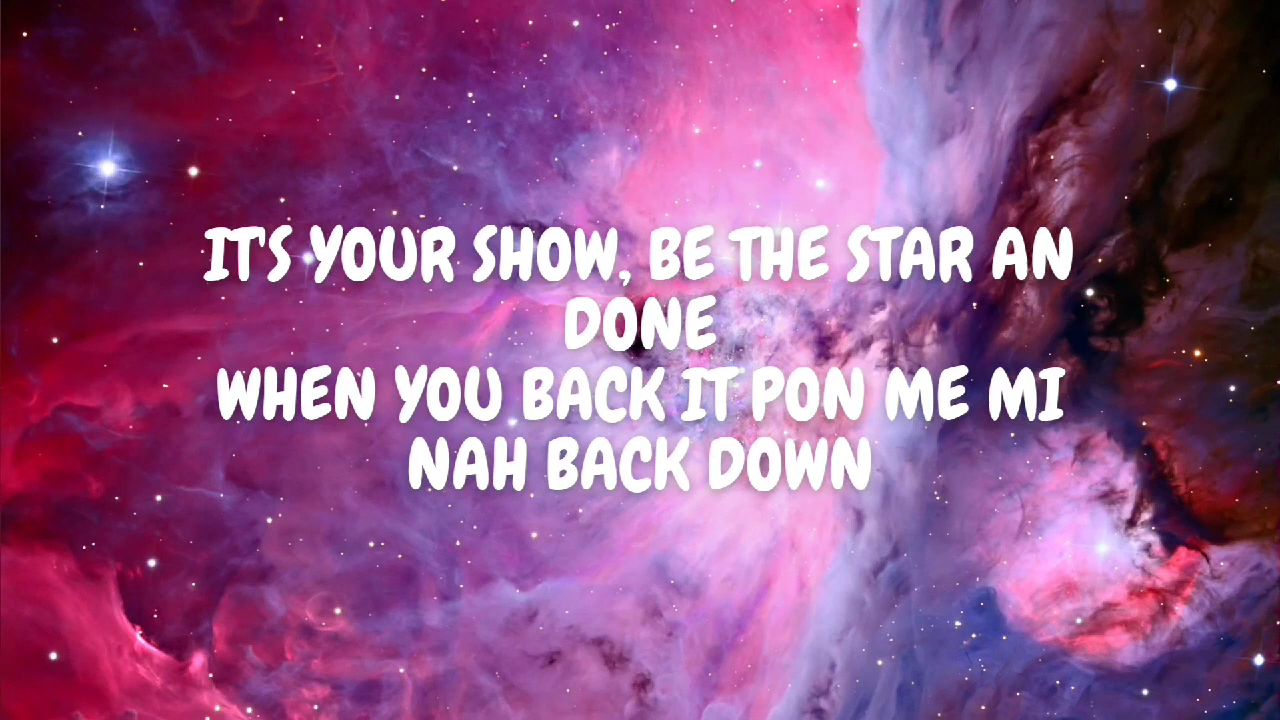 IT'S YOUR SHOW, BE THE STAR AN
DONE
WHEN YOU BACK IT PON ME MI
NAH BACK DOWN